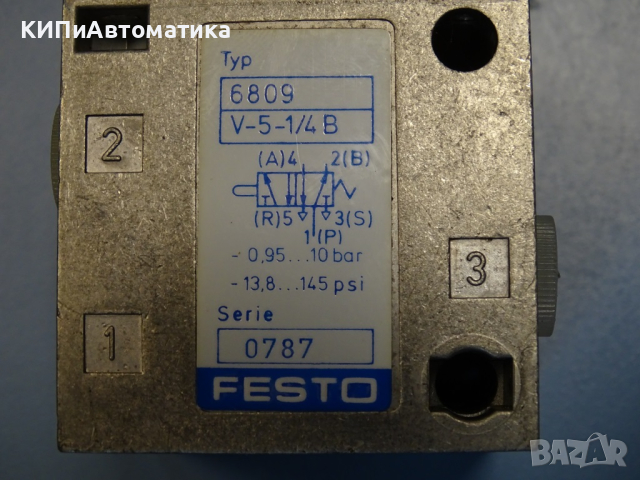 КИПиАвтоматика
Typ
6809
V-5-1/4 B
(A)4 2(B)
(R)5 3(S)
1(P)
- 0,95...10 bar
- 13,8...145 psi
Serie
0787
FESTO
2
1
3
BAZAR